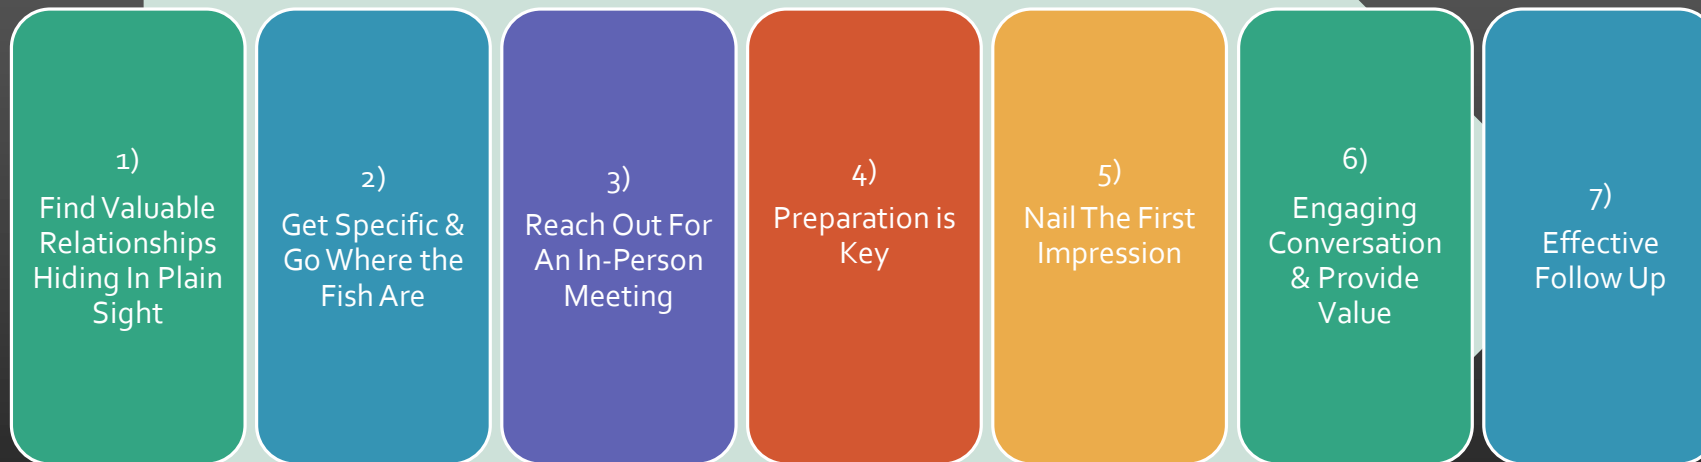 1)
Find Valuable
Relationships
Hiding In Plain
Sight
2)
Get Specific &
Go Where the
Fish Are
3)
Reach Out For
An In-Person
Meeting
4)
Preparation is
Key
5)
Nail The First
Impression
6)
Engaging
Conversation
& Provide
Value
7)
Effective
Follow Up